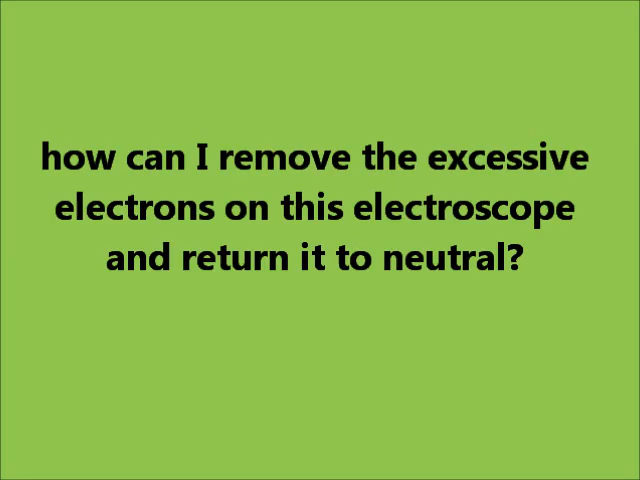 how can I remove the excessive
electrons on this electroscope
and return it to neutral?